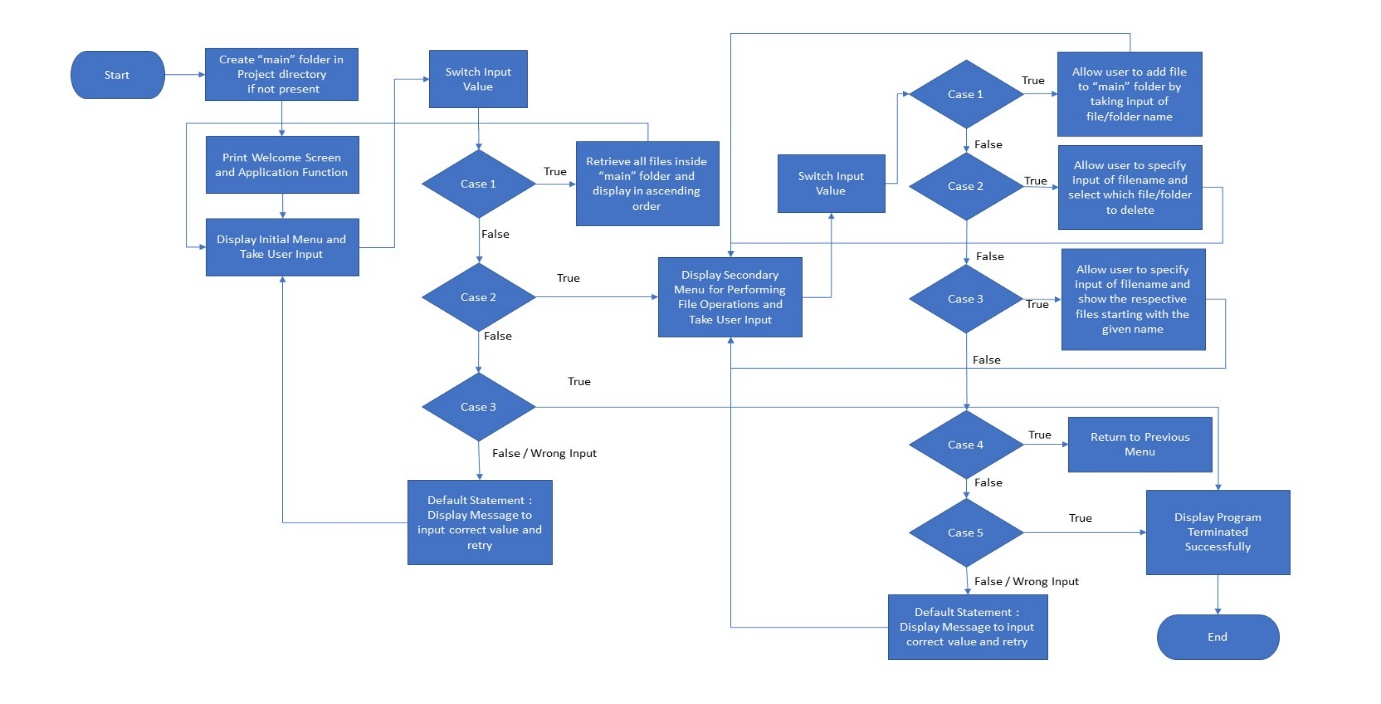 Start
Create “main” folder in
Project directory
if not present
Print Welcome Screen
and Application Function
Display Initial Menu and
Take User Input
Switch Input
Value
Case 1
True
Retrieve all files inside
“main” folder and
display in ascending
order
False
Case 2
True
False
Case 3
True
False / Wrong Input
Default Statement :
Display Message to
input correct value and
retry
Display Secondary
Menu for Performing
File Operations and
Take User Input
Switch Input
Value
Case 1
True
Allow user to add file
to “main” folder by
taking input of
file/folder name
False
Case 2
True
Allow user to specify
input of filename and
select which file/folder
to delete
False
Case 3
True
Allow user to specify
input of filename and
show the respective
files starting with the
given name
False
Case 4
True
Return to Previous
Menu
False
Case 5
True
Display Program
Terminated
Successfully
False / Wrong Input
Default Statement :
Display Message to input
correct value and retry
End